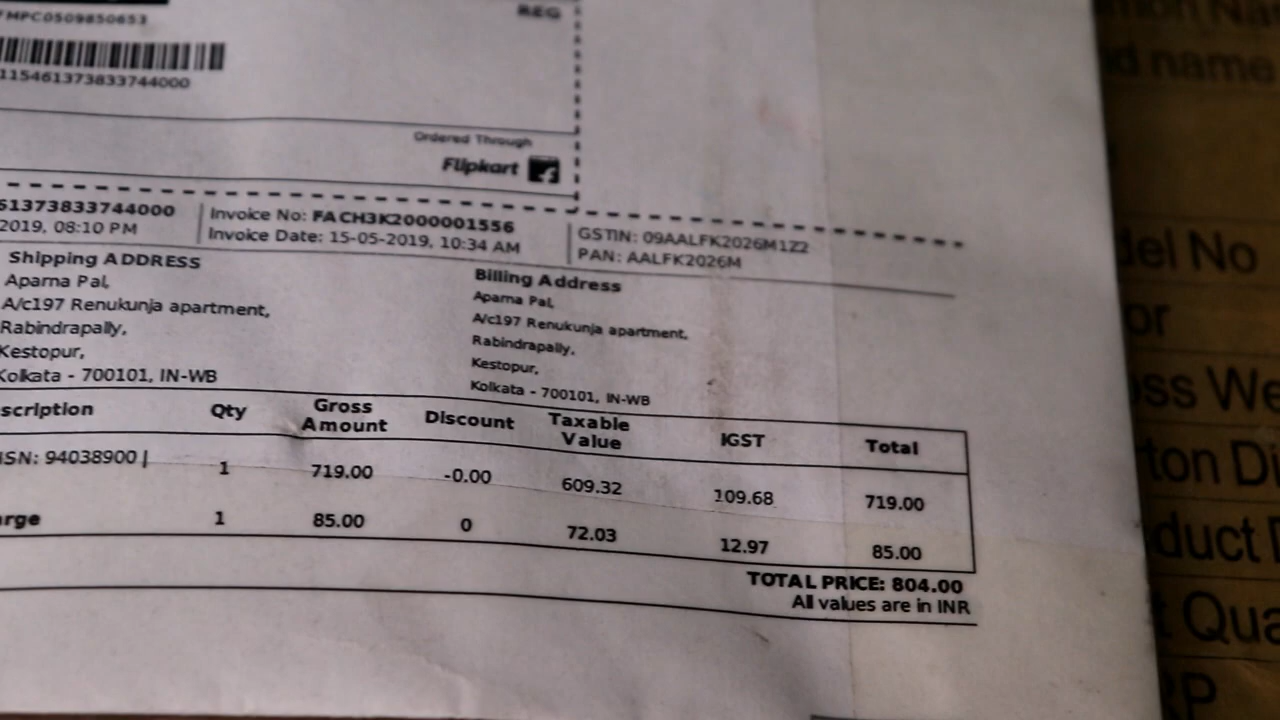 FMPC0509850653
REG
115461373833744000
Ordered Through
Flipkart
51373833744000
2019, 08:10 PM
Invoice No: FACH3K2000001556
Invoice Date: 15-05-2019, 10:34 AM
GSTIN: 09AALFK2026M1Z2
PAN: AALFK2026M
Shipping ADDRESS
Aparna Pal,
A/c197 Renukunja apartment,
Rabindrapally,
Kestopur,
Kolkata - 700101, IN-WB
Billing Address
Aparna Pal,
A/c197 Renukunja apartment,
Rabindrapally,
Kestopur,
Kolkata - 700101, IN-WB
scription Qty Gross Amount Discount Taxable Value IGST Total
SN: 94038900 | 1 719.00 -0.00 609.32 109.68 719.00
arge 1 85.00 0 72.03 12.97 85.00
TOTAL PRICE: 804.00
All values are in INR
d name
del No
or
oss We
ton Di
duct
Qua
RP